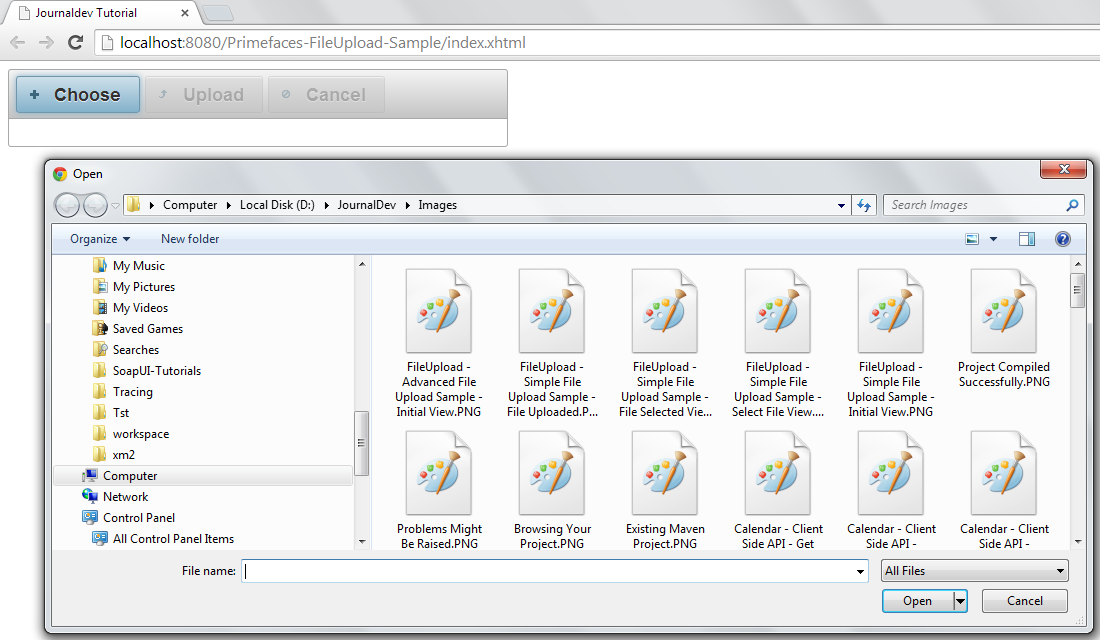 Journaldev Tutorial
localhost:8080/Primefaces-FileUpload-Sample/index.xhtml
Choose Upload Cancel
Open
Computer Local Disk (D:) JournalDev Images Search Images
Organize New folder
My Music
My Pictures
My Videos
Saved Games
Searches
SoapUI-Tutorials
Tracing
Tst
workspace
xm2
Computer
Network
Control Panel
All Control Panel Items
FileUpload -
Advanced File
Upload Sample -
Initial View.PNG
FileUpload -
Simple File
Upload Sample -
File Uploaded.P...
FileUpload -
Simple File
Upload Sample -
File Selected Vie...
FileUpload -
Simple File
Upload Sample -
Select File View....
FileUpload -
Simple File
Upload Sample -
Initial View.PNG
Project Compiled
Successfully.PNG
Problems Might
Be Raised.PNG
Browsing Your
Project.PNG
Existing Maven
Project.PNG
Calendar - Client
Side API - Get
Calendar - Client
Side API -
Calendar - Client
Side API -
File name: All Files
Open Cancel